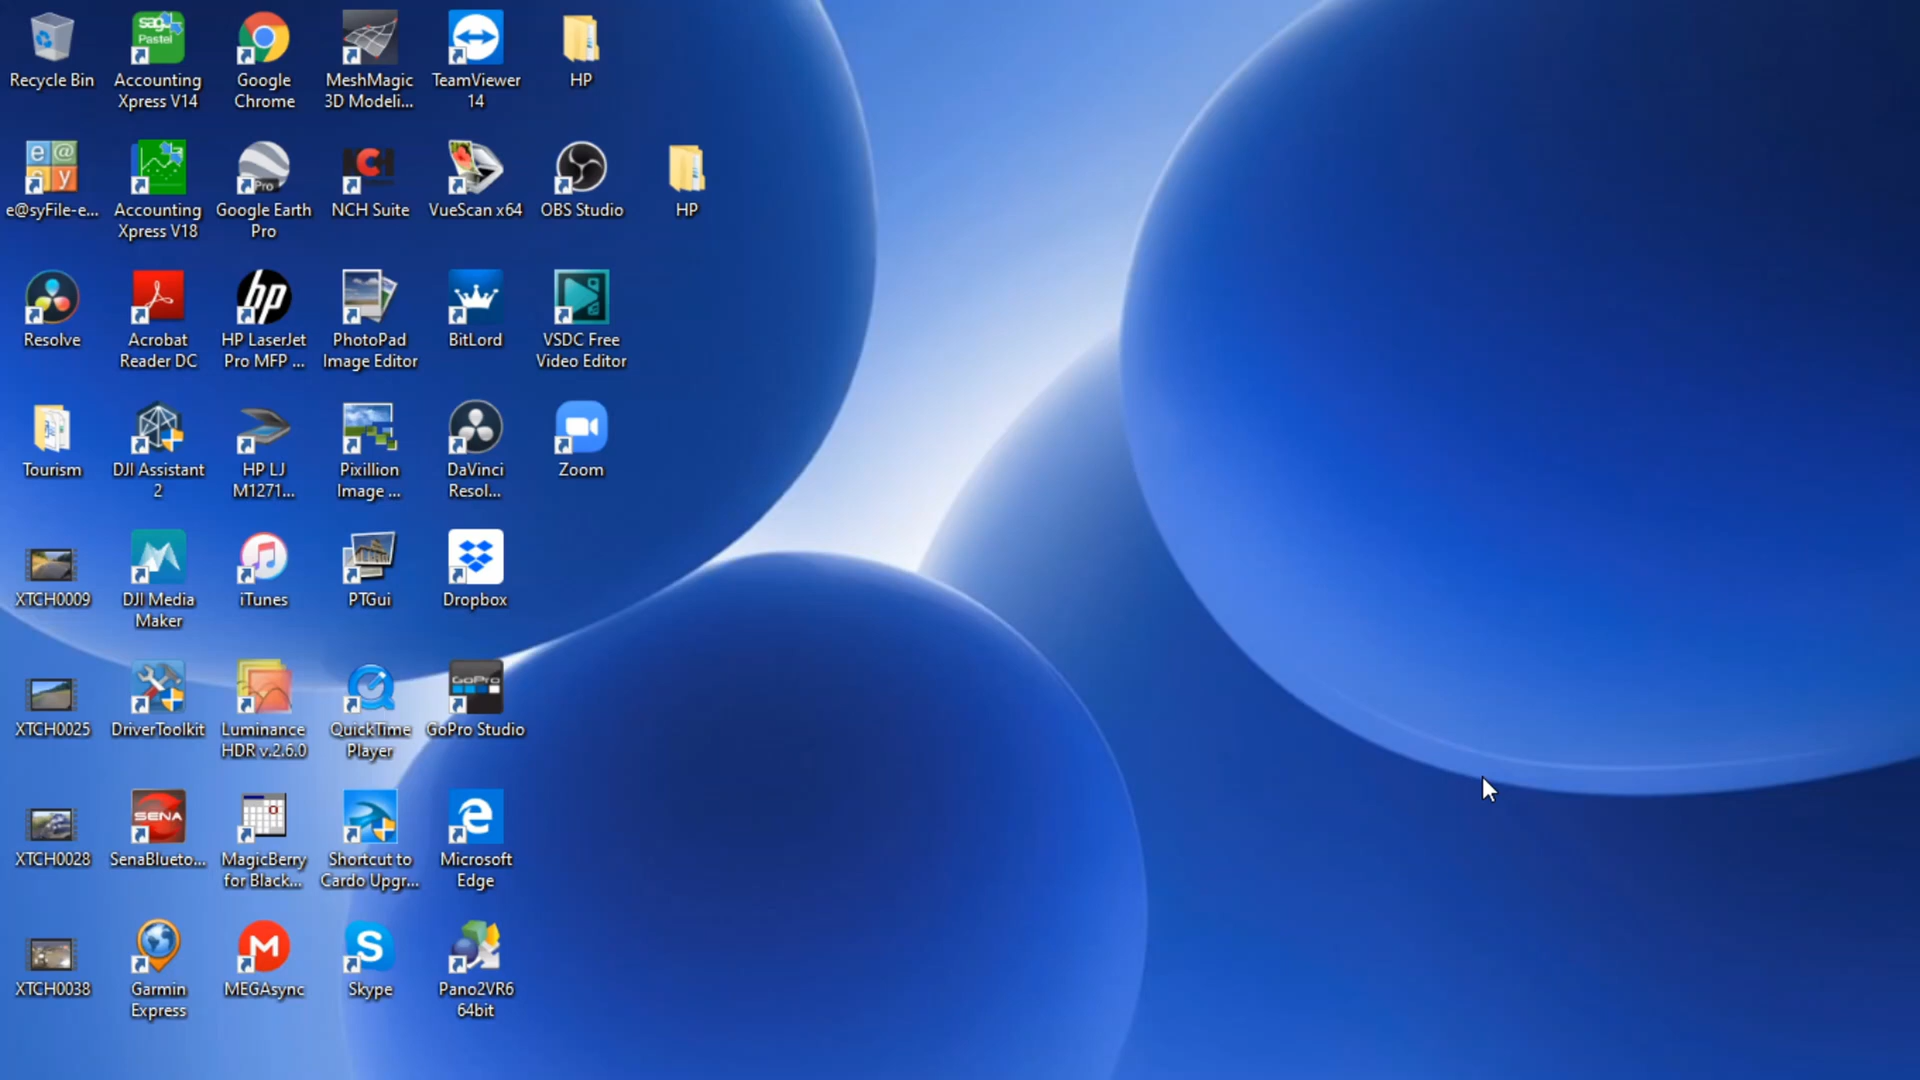 Recycle Bin
Accounting
Xpress V14
Google
Chrome
MeshMagic
3D Modeli...
TeamViewer
14
HP
e@syFile-e...
Accounting
Xpress V18
Google Earth
Pro
NCH Suite
VueScan x64
OBS Studio
HP
Resolve
Acrobat
Reader DC
HP LaserJet
Pro MFP ...
PhotoPad
Image Editor
BitLord
VSDC Free
Video Editor
Tourism
DJI Assistant
2
HP LJ
M1271...
Pixillion
Image ...
DaVinci
Resol...
Zoom
XTCH0009
DJI Media
Maker
iTunes
PTGui
Dropbox
XTCH0025
DriverToolkit
Luminance
HDR v.2.6.0
QuickTime
Player
GoPro
GoPro Studio
XTCH0028
SENA
SenaBlueto...
MagicBerry
for Black...
Shortcut to
Cardo Upgr...
Microsoft
Edge
XTCH0038
Garmin
Express
MEGAsync
Skype
Pano2VR6
64bit